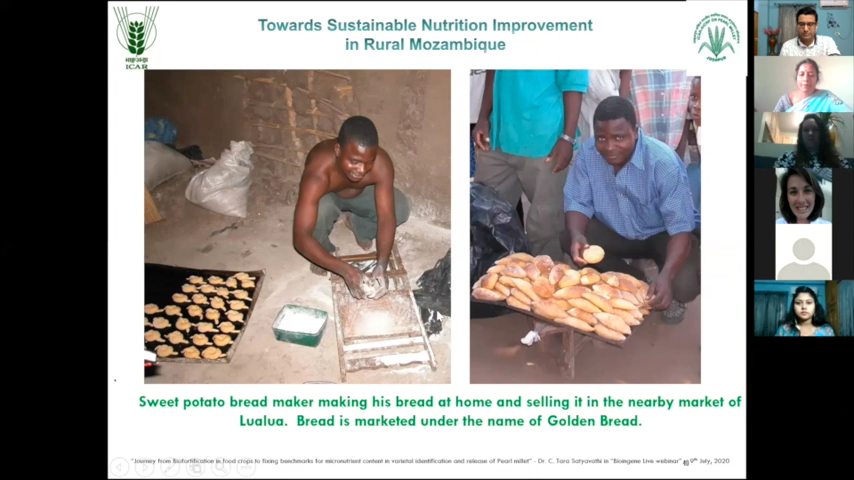 Towards Sustainable Nutrition Improvement
in Rural Mozambique
ICAR
Sweet potato bread maker making his bread at home and selling it in the nearby market of
Lualua. Bread is marketed under the name of Golden Bread.
"Journey From Biofortification in Food crops to fixing benchmarks for micronutrient content in varietal identification and release of Pearl millet" - Dr. C. Tara Satyavathi in "Bioingene Live webinar" 9th July, 2020